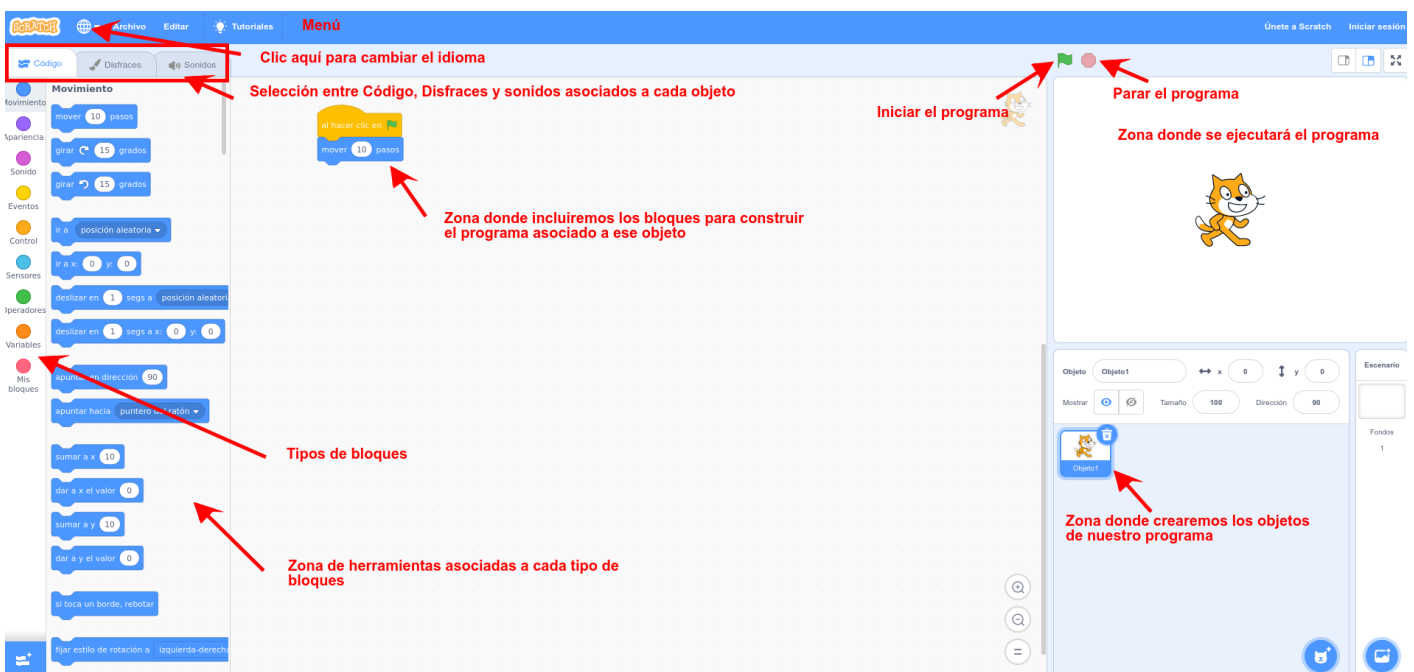 SCRATCH
Archivo Editar Tutoriales Menú Únete a Scratch Iniciar sesión
Clic aquí para cambiar el idioma
Código Disfraces Sonidos
Selección entre Código, Disfraces y sonidos asociados a cada objeto
Iniciar el programa
Parar el programa
Zona donde se ejecutará el programa
Movimiento
Apariencia
Sonido
Eventos
Control
Sensores
Operadores
Variables
Mis
bloques
Movimiento
mover 10 pasos
girar 15 grados
girar 15 grados
ir a posición aleatoria
ir a x: 0 y: 0
deslizar en 1 segs a posición aleatori
deslizar en 1 segs a x: 0 y: 0
apuntar en dirección 90
apuntar hacia puntero del ratón
sumar a x 10
dar a x el valor 0
sumar a y 10
dar a y el valor 0
si toca un borde, rebotar
fijar estilo de rotación a izquierda-derecha
al hacer clic en
mover 10 pasos
Zona donde incluiremos los bloques para construir
el programa asociado a ese objeto
Tipos de bloques
Zona de herramientas asociadas a cada tipo de
bloques
Objeto Objeto1 x 0 y 0
Mostrar Tamaño 100 Dirección 90
Objeto1
Zona donde crearemos los objetos
de nuestro programa
Escenario
Fondos
1